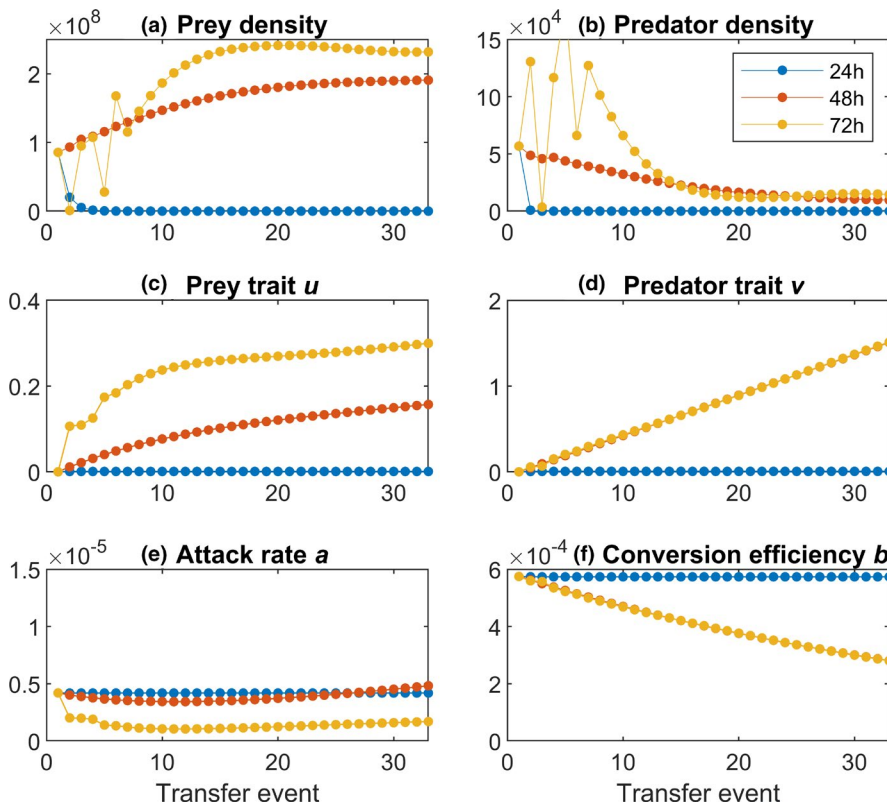 (a) Prey density
×10^8
2
1
0
0 10 20 30
(b) Predator density
×10^4
15
10
5
0
0 10 20 30
24h
48h
72h
(c) Prey trait u
0.4
0.2
0
0 10 20 30
(d) Predator trait v
2
1
0
0 10 20 30
(e) Attack rate a
×10^-5
1.5
1
0.5
0
0 10 20 30
Transfer event
(f) Conversion efficiency b
×10^-4
6
4
2
0
0 10 20 30
Transfer event